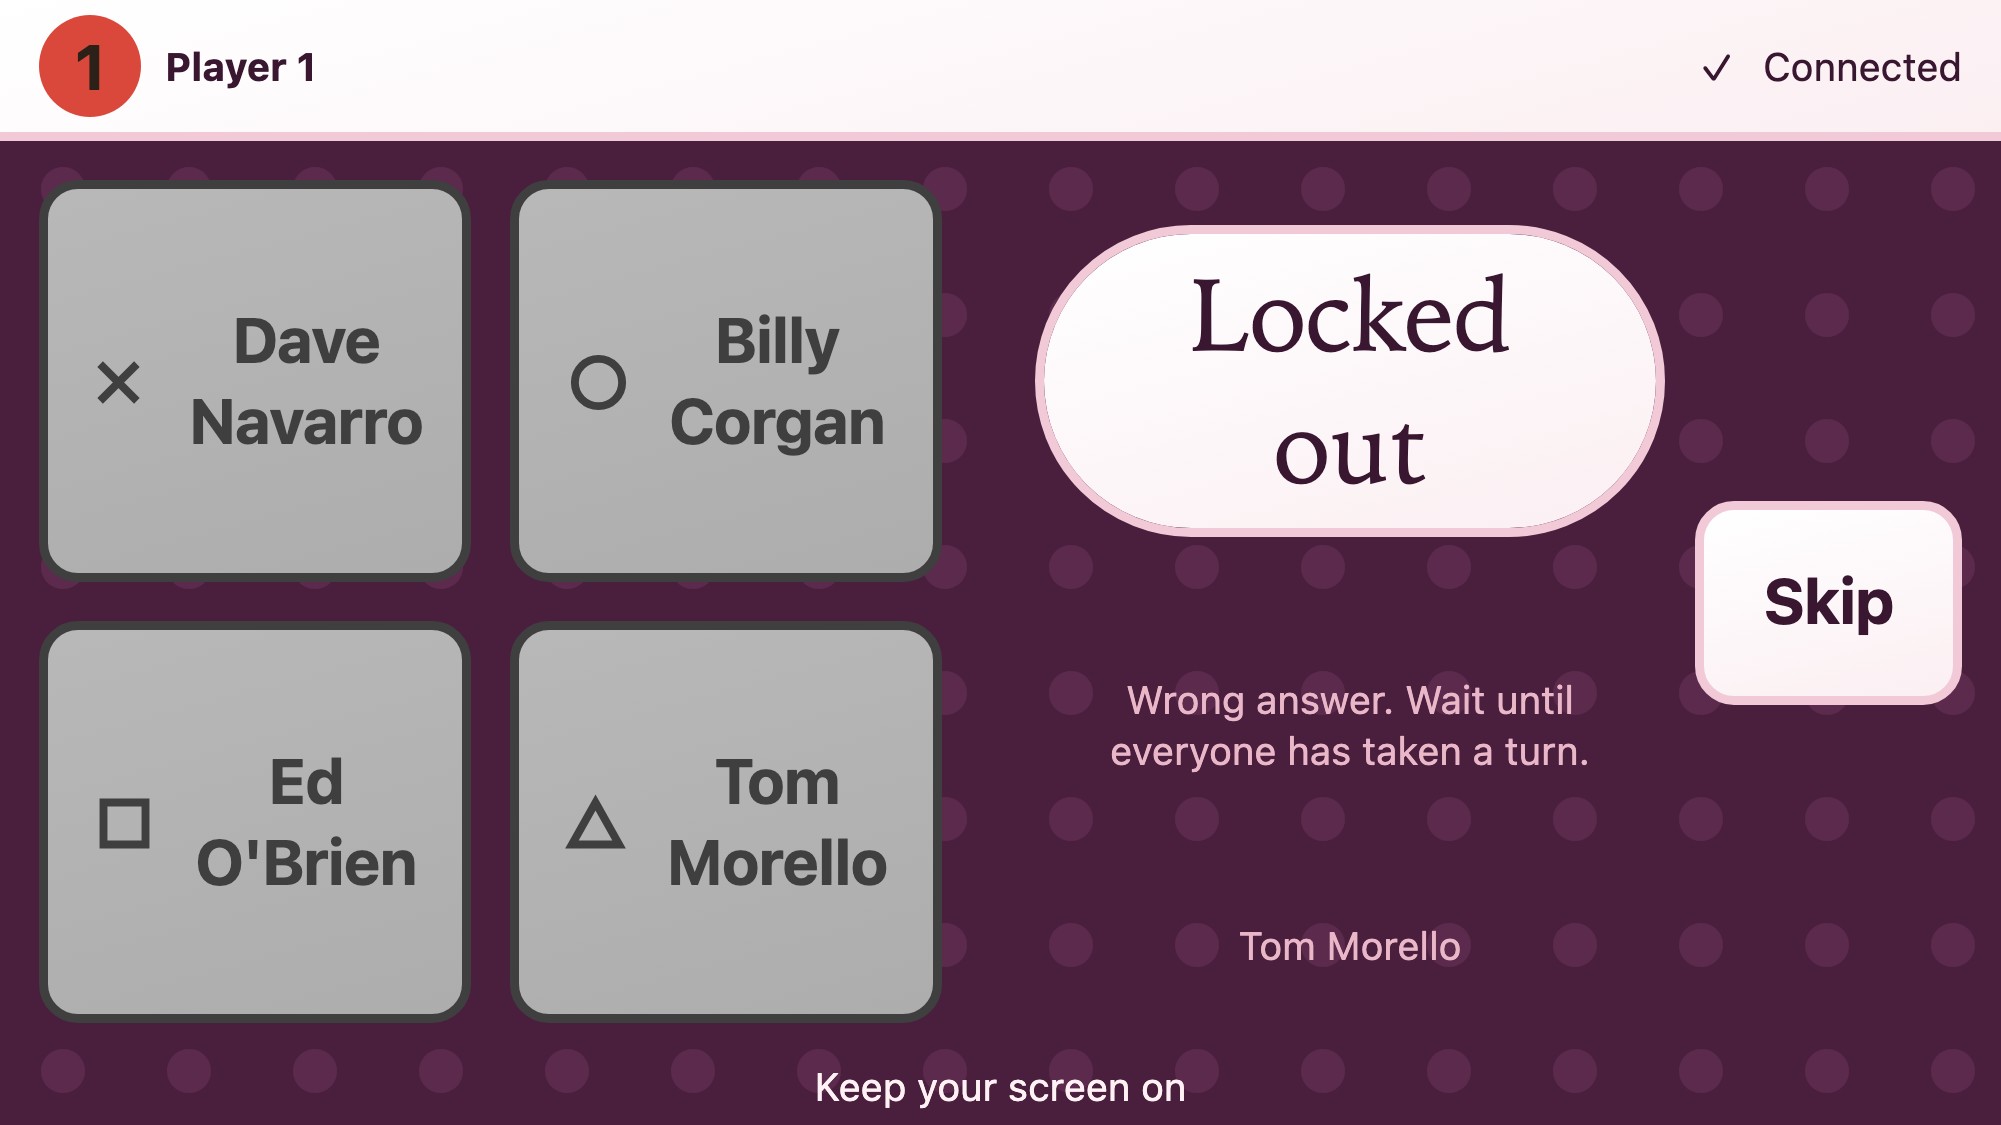 1
Player 1
✓ Connected
Dave
Navarro
Billy
Corgan
Ed
O'Brien
Tom
Morello
Locked
out
Skip
Wrong answer. Wait until
everyone has taken a turn.
Tom Morello
Keep your screen on